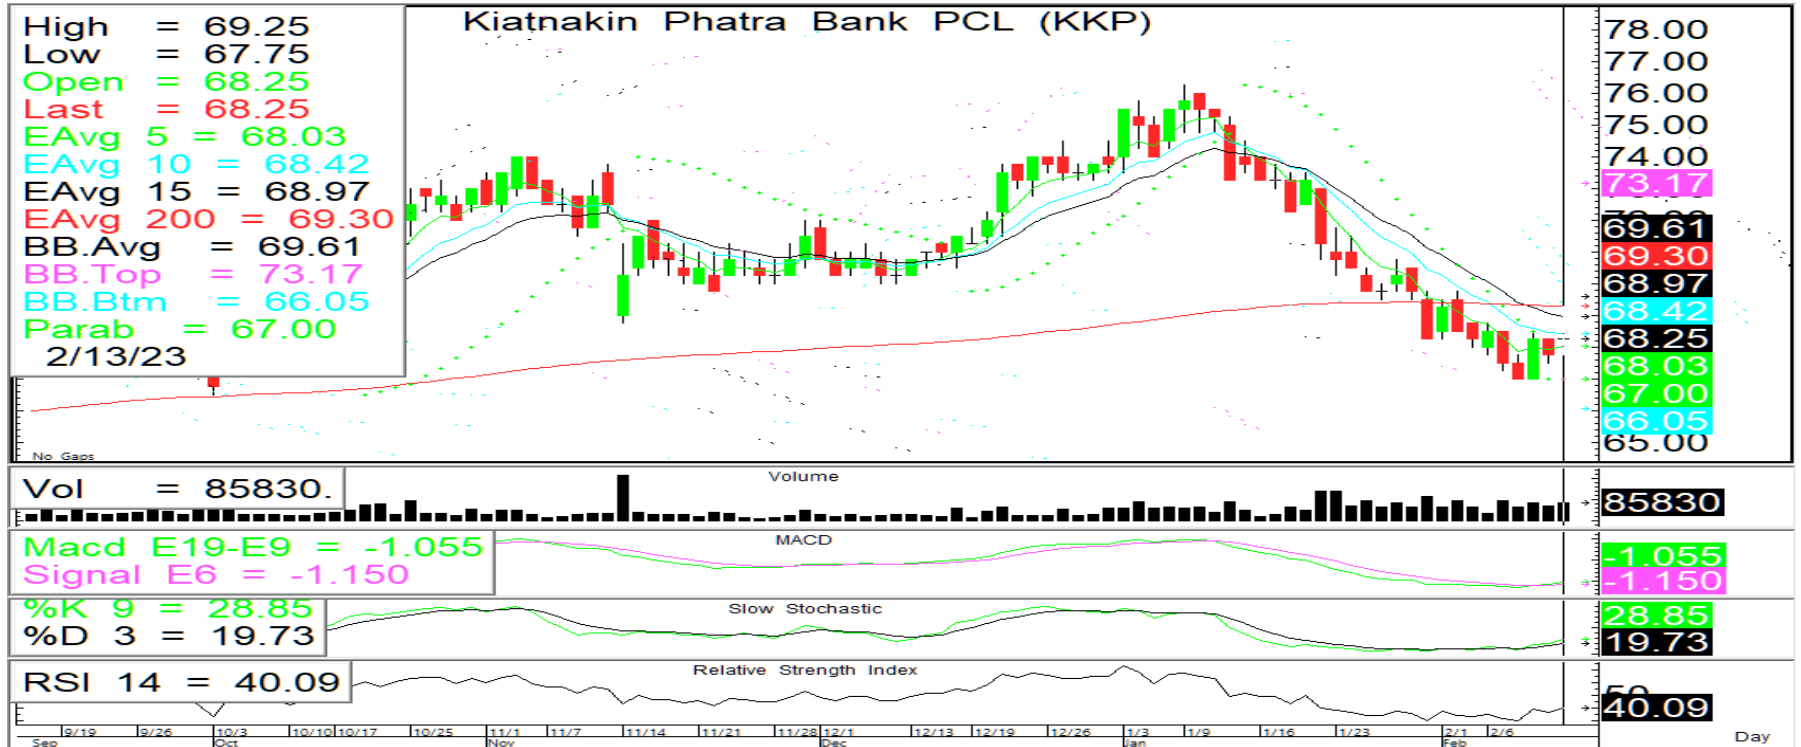 Kiatnakin Phatra Bank PCL (KKP)
High = 69.25
Low = 67.75
Open = 68.25
Last = 68.25
EAvg 5 = 68.03
EAvg 10 = 68.42
EAvg 15 = 68.97
EAvg 200 = 69.30
BB.Avg = 69.61
BB.Top = 73.17
BB.Btm = 66.05
Parab = 67.00
2/13/23
No Gaps
78.00
77.00
76.00
75.00
74.00
73.17
69.61
69.30
68.97
68.42
68.25
68.03
67.00
66.05
65.00
Volume
Vol = 85830.
85830
MACD
Macd E19-E9 = -1.055
Signal E6 = -1.150
-1.055
-1.150
Slow Stochastic
%K 9 = 28.85
%D 3 = 19.73
28.85
19.73
Relative Strength Index
RSI 14 = 40.09
50
40.09
9/19 9/26 10/3 10/10 10/17 10/25 11/1 11/7 11/14 11/21 11/28 12/1 12/13 12/19 12/26 1/3 1/9 1/16 1/23 2/1 2/6
Sep Oct Nov Dec Jan Feb
Day